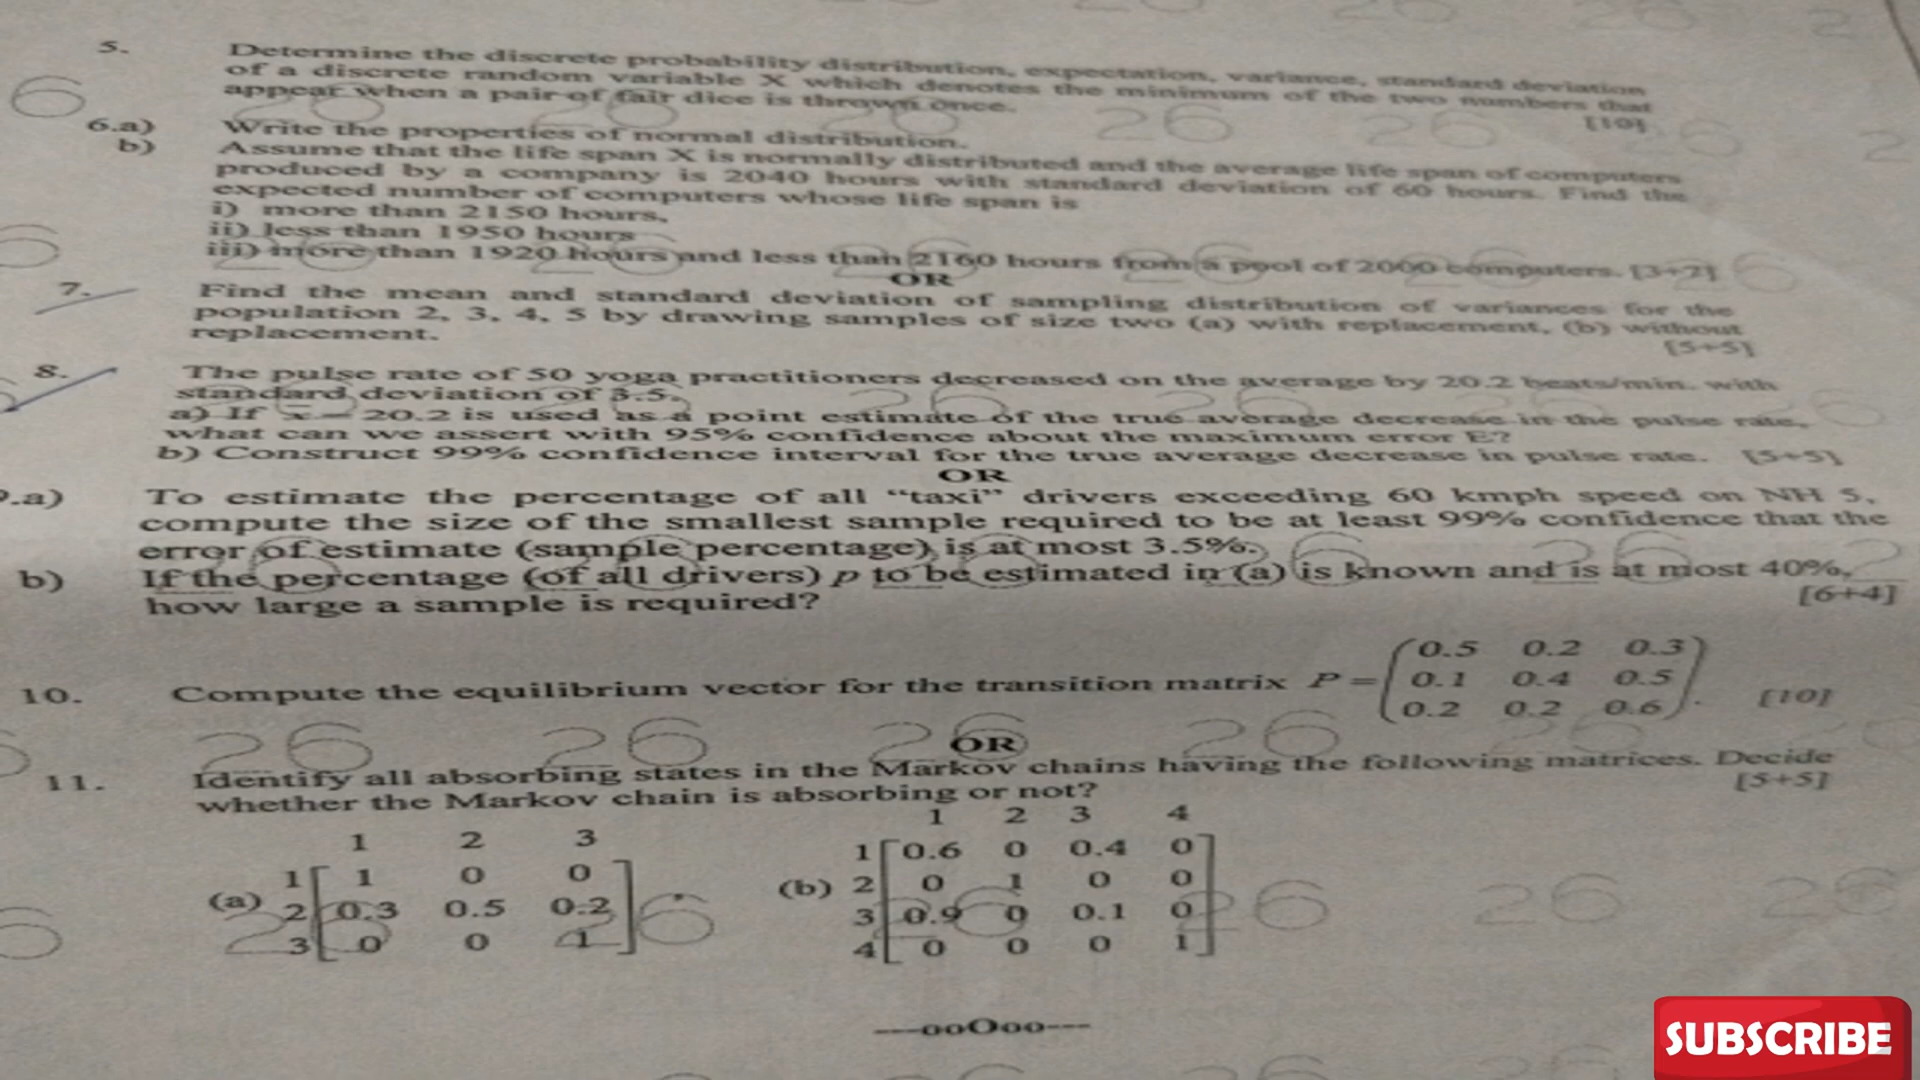 5. Determine the discrete probability distribution, expectation, variance, standard deviation
of a discrete random variable X which denotes the minimum of the two numbers that
appear when a pair of fair dice is thrown once. [10]
6.a) Write the properties of normal distribution.
b) Assume that the life span X is normally distributed and the average life span of computers
produced by a company is 2040 hours with standard deviation of 60 hours. Find the
expected number of computers whose life span is
i) more than 2150 hours,
ii) less than 1950 hours
iii) more than 1920 hours and less than 2160 hours from a pool of 2000 computers. [3+7]
OR
7. Find the mean and standard deviation of sampling distribution of variances for the
population 2, 3, 4, 5 by drawing samples of size two (a) with replacement, (b) without
replacement. [5+5]
8. The pulse rate of 50 yoga practitioners decreased on the average by 20.2 beats/min. with
standard deviation of 3.5.
a) If x = 20.2 is used as a point estimate of the true average decrease in the pulse rate,
what can we assert with 95% confidence about the maximum error E?
b) Construct 99% confidence interval for the true average decrease in pulse rate. [5+5]
OR
9.a) To estimate the percentage of all “taxi” drivers exceeding 60 kmph speed on NH 5,
compute the size of the smallest sample required to be at least 99% confidence that the
error of estimate (sample percentage) is at most 3.5%.
b) If the percentage (of all drivers) p to be estimated in (a) is known and is at most 40%,
how large a sample is required? [6+4]
10. Compute the equilibrium vector for the transition matrix P =
0.5 0.2 0.3
0.1 0.4 0.5
0.2 0.2 0.6
. [10]
OR
11. Identify all absorbing states in the Markov chains having the following matrices. Decide
whether the Markov chain is absorbing or not? [5+5]
(a)
1 2 3
1 1 0 0
2 0.3 0.5 0.2
3 0 0 1
(b)
1 2 3 4
1 0.6 0 0.4 0
2 0 1 0 0
3 0.9 0 0.1 0
4 0 0 0 1
---ooOoo---
26 26 26 26 26
SUBSCRIBE